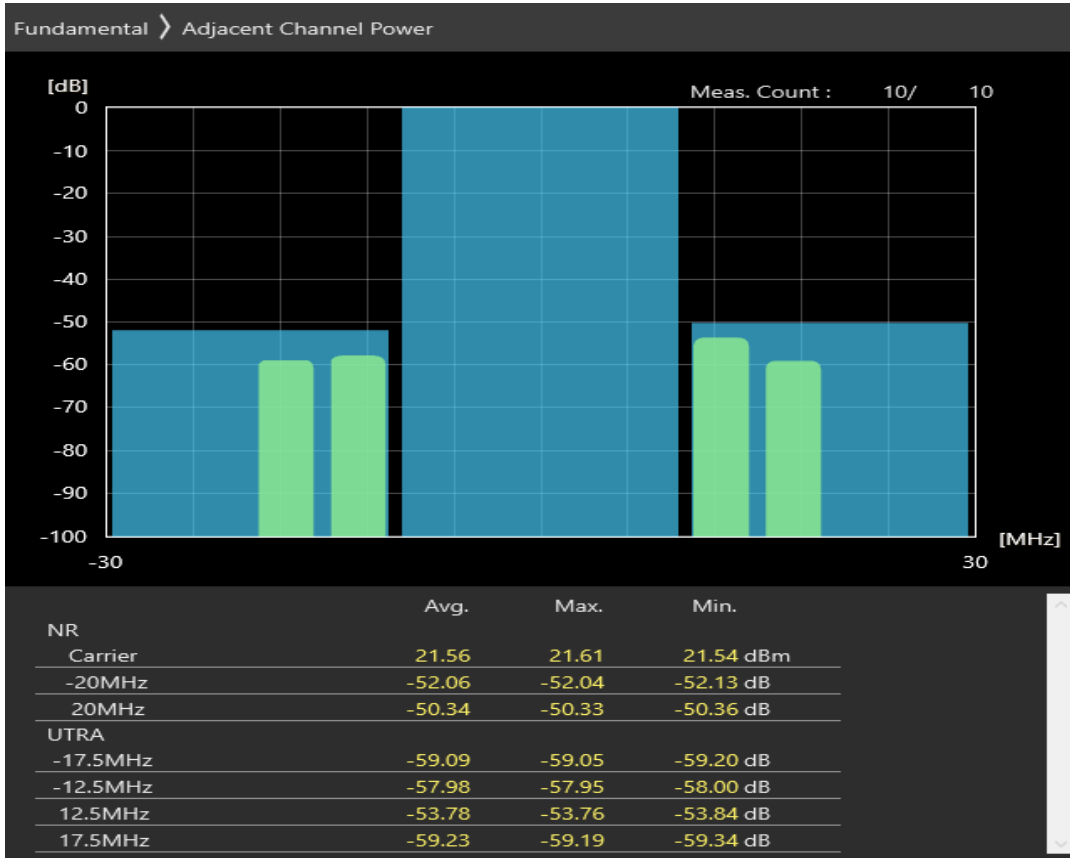 Fundamental 》 Adjacent Channel Power
[dB]
Meas. Count : 10/ 10
0
-10
-20
-30
-40
-50
-60
-70
-80
-90
-100
[MHz]
-30 30
Avg. Max. Min.
NR
Carrier 21.56 21.61 21.54 dBm
-20MHz -52.06 -52.04 -52.13 dB
20MHz -50.34 -50.33 -50.36 dB
UTRA
-17.5MHz -59.09 -59.05 -59.20 dB
-12.5MHz -57.98 -57.95 -58.00 dB
12.5MHz -53.78 -53.76 -53.84 dB
17.5MHz -59.23 -59.19 -59.34 dB